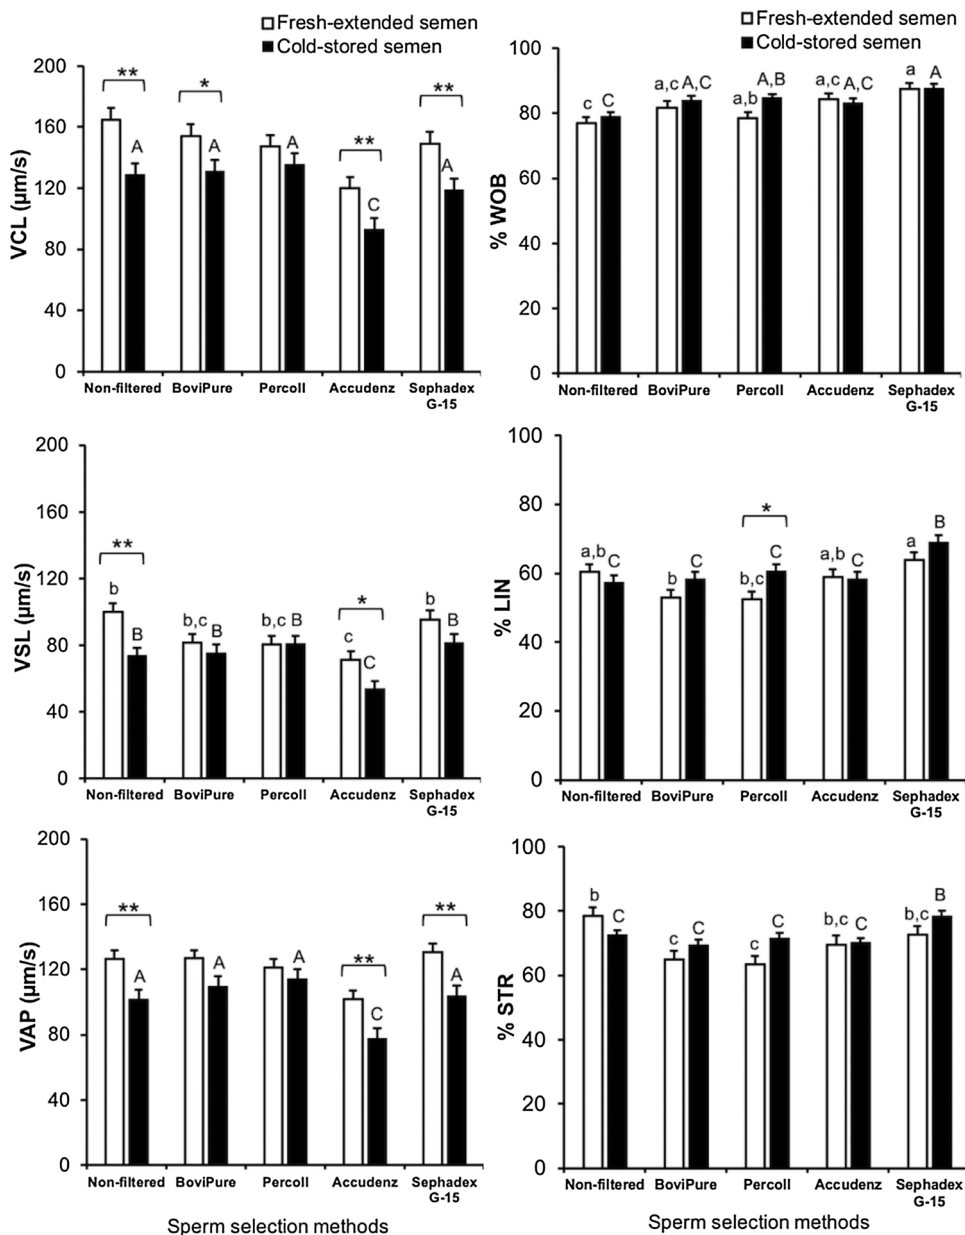 Fresh-extended semen
Cold-stored semen
VCL (µm/s)
200
160
120
80
40
0
**
*
**
**
A
A
A
C
A
Non-filtered
BoviPure
Percoll
Accudenz
Sephadex
G-15
Fresh-extended semen
Cold-stored semen
% WOB
100
80
60
40
20
0
c
C
a,c
A,C
a,b
A,B
a,c
A,C
a
A
Non-filtered
BoviPure
Percoll
Accudenz
Sephadex
G-15
VSL (µm/s)
200
160
120
80
40
0
**
*
b
B
b,c
B
b,c
B
c
C
b
B
Non-filtered
BoviPure
Percoll
Accudenz
Sephadex
G-15
% LIN
100
80
60
40
20
0
*
a,b
C
b
C
b,c
C
a,b
C
a
B
Non-filtered
BoviPure
Percoll
Accudenz
Sephadex
G-15
VAP (µm/s)
200
160
120
80
40
0
**
**
**
A
A
A
C
A
Non-filtered
BoviPure
Percoll
Accudenz
Sephadex
G-15
Sperm selection methods
% STR
100
80
60
40
20
0
b
C
c
C
c
C
b,c
C
b,c
B
Non-filtered
BoviPure
Percoll
Accudenz
Sephadex
G-15
Sperm selection methods